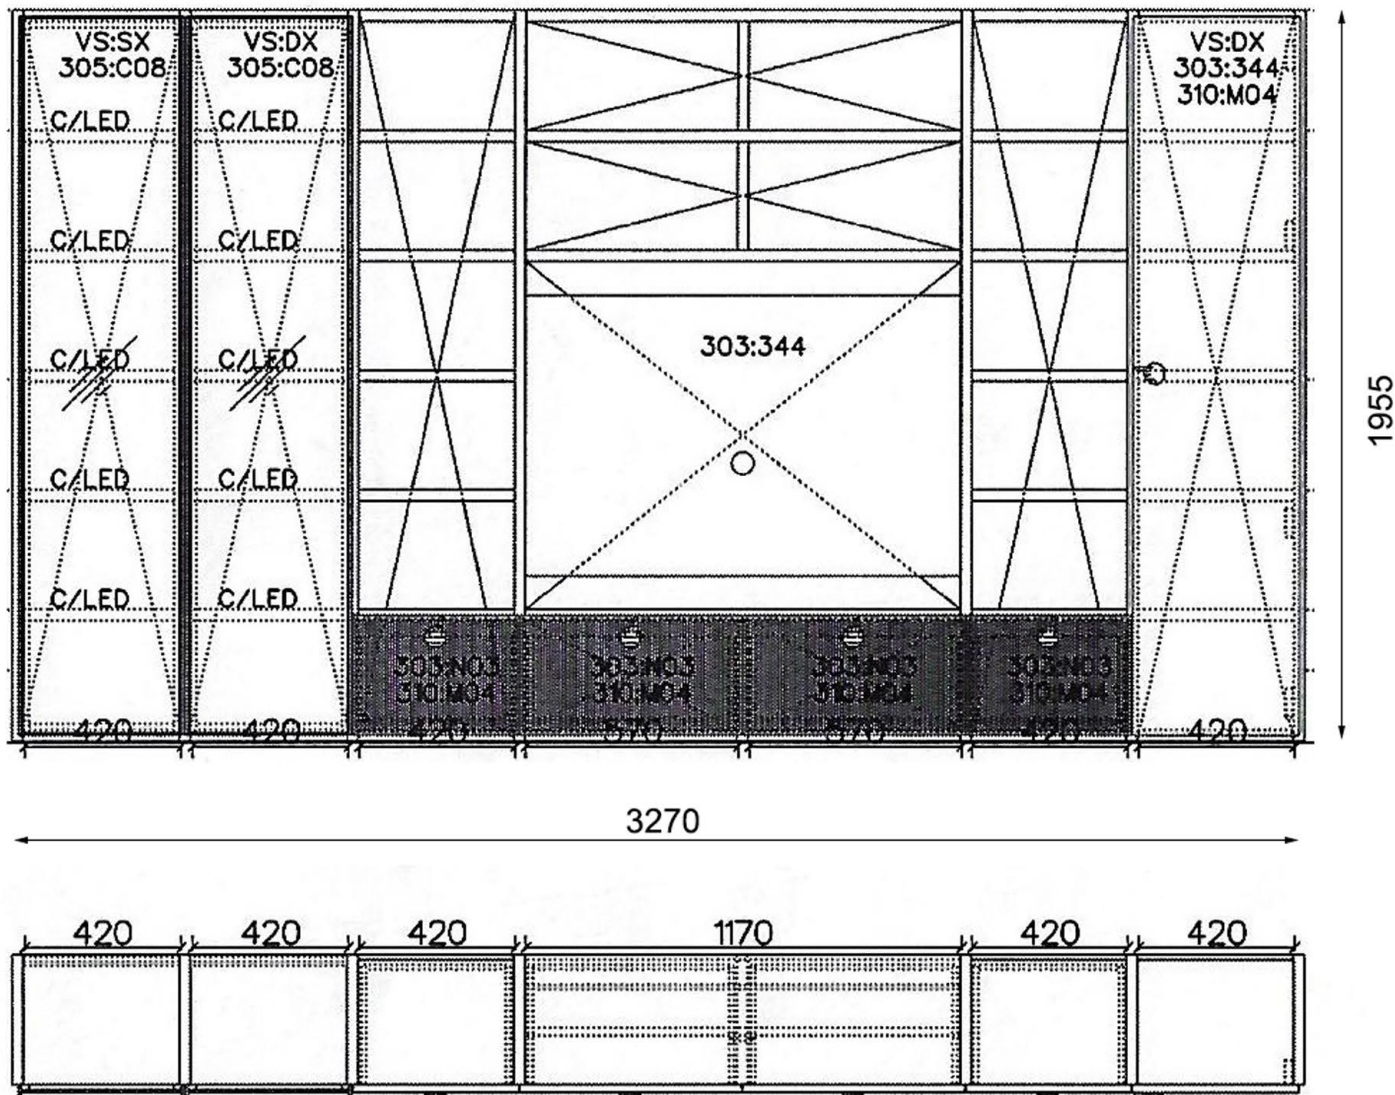 VS:SX
305:C08
VS:DX
305:C08
VS:DX
303:344
310:M04
C/LED C/LED
C/LED C/LED
303:344
C/LED C/LED
1955
C/LED C/LED
C/LED C/LED
303:N03 303:N03 303:N03 303:N03
310:M04 310:M04 310:M04 310:M04
420 420 420 570 570 420 420
3270
420 420 420 1170 420 420